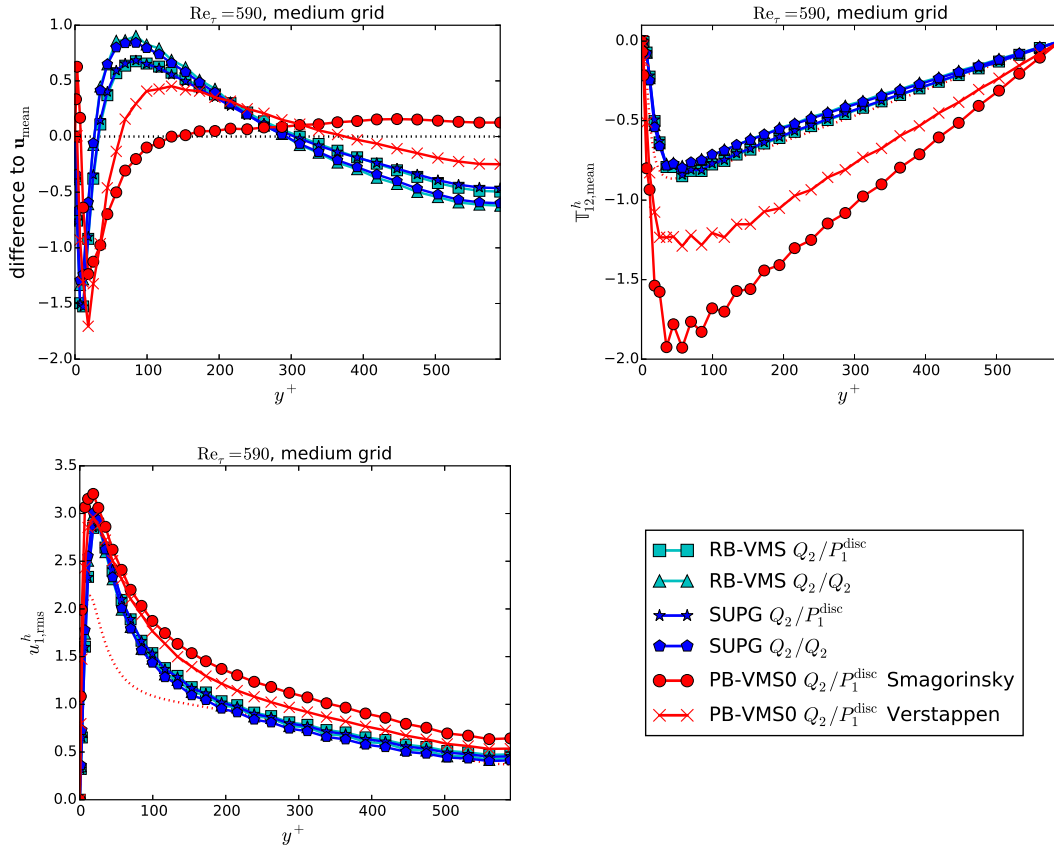 Re_τ = 590, medium grid
1.0
0.5
0.0
−0.5
−1.0
−1.5
−2.0
difference to u_mean
0 100 200 300 400 500
y^+
Re_τ = 590, medium grid
0.0
−0.5
−1.0
−1.5
−2.0
𝕋^h_{12,mean}
0 100 200 300 400 500
y^+
Re_τ = 590, medium grid
3.5
3.0
2.5
2.0
1.5
1.0
0.5
0.0
u^h_{1,rms}
0 100 200 300 400 500
y^+
RB-VMS Q_2/P_1^disc
RB-VMS Q_2/Q_2
SUPG Q_2/P_1^disc
SUPG Q_2/Q_2
PB-VMS0 Q_2/P_1^disc Smagorinsky
PB-VMS0 Q_2/P_1^disc Verstappen